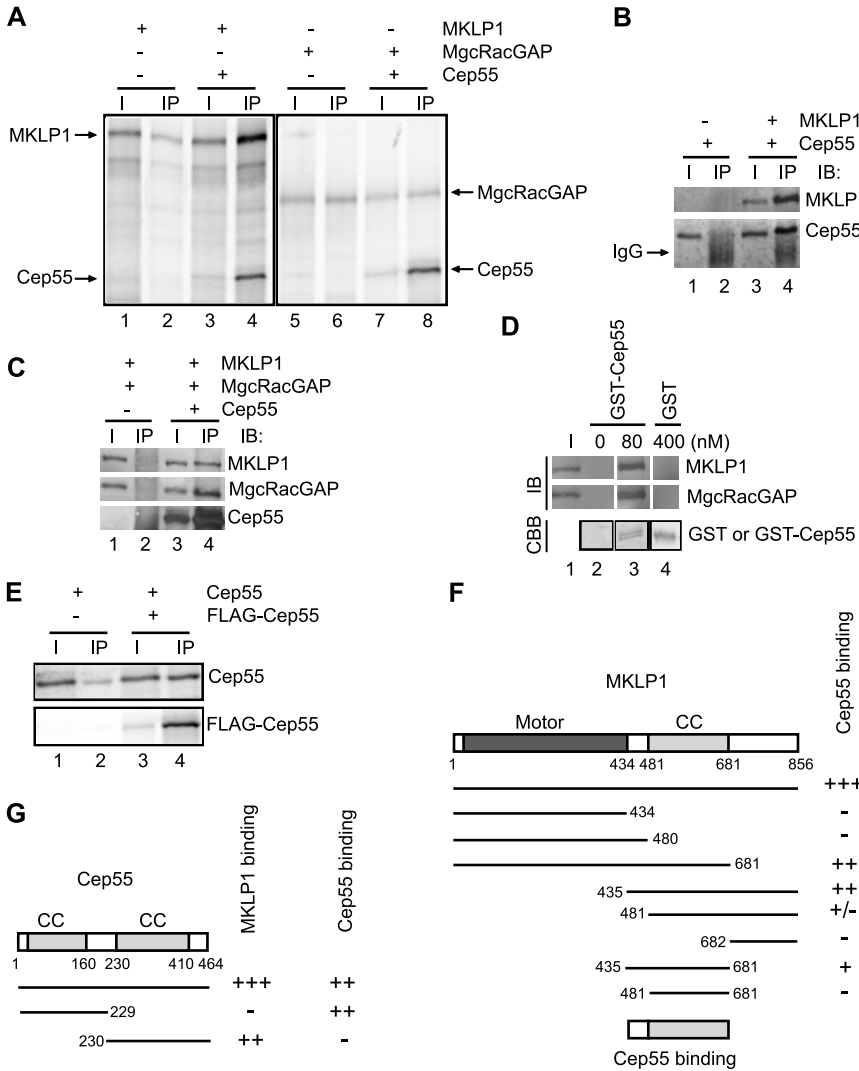 A
+ + - - MKLP1
- - + + MgcRacGAP
- + - + Cep55
I IP I IP I IP I IP
MKLP1
MgcRacGAP
Cep55 Cep55
1 2 3 4 5 6 7 8
B
- + MKLP1
+ + Cep55
I IP I IP IB:
MKLP
Cep55
IgG
1 2 3 4
C
+ + MKLP1
+ + MgcRacGAP
- + Cep55
I IP I IP IB:
MKLP1
MgcRacGAP
Cep55
1 2 3 4
D
GST-Cep55 GST
I 0 80 400 (nM)
IB MKLP1
MgcRacGAP
CBB GST or GST-Cep55
1 2 3 4
E
+ + Cep55
- + FLAG-Cep55
I IP I IP
Cep55
FLAG-Cep55
1 2 3 4
F
MKLP1 Cep55 binding
Motor CC
1 434 481 681 856
+++
434 -
480 -
681 ++
435 ++
481 +/-
682 -
435 681 +
481 681 -
Cep55 binding
G
Cep55 MKLP1 binding Cep55 binding
CC CC
1 160 230 410 464
+++ ++
229 - ++
230 ++ -